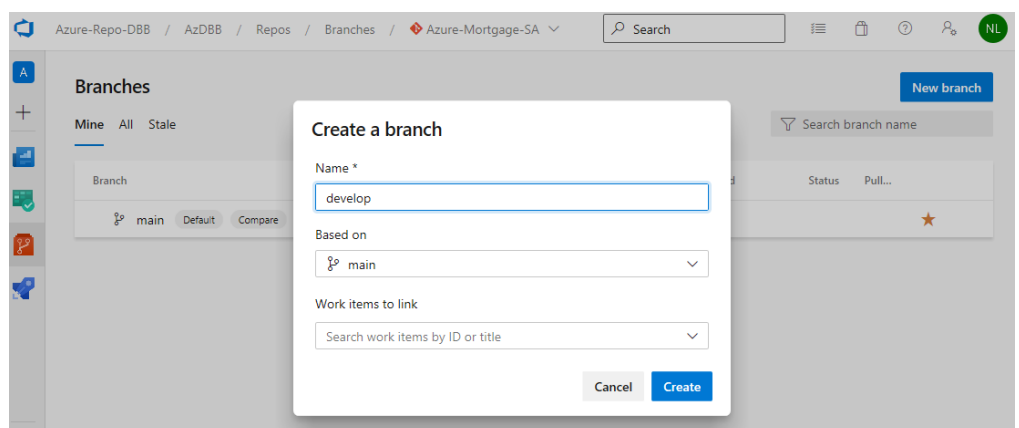 Azure-Repo-DBB / AzDBB / Repos / Branches / Azure-Mortgage-SA Search NL
A
Branches New branch
Mine All Stale Search branch name
Create a branch
Name *
develop
Branch d Status Pull...
main Default Compare
Based on
main
Work items to link
Search work items by ID or title
Cancel Create